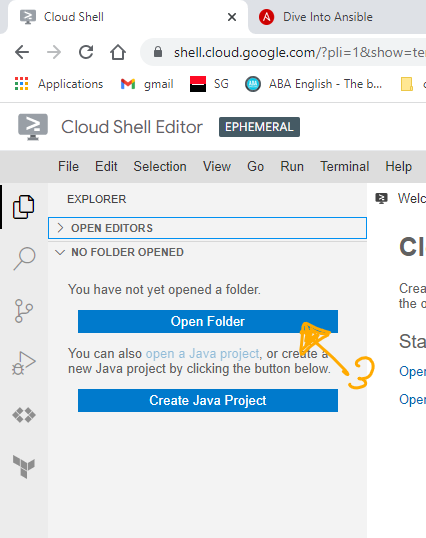 Cloud Shell
Dive Into Ansible
shell.cloud.google.com/?pli=1&show=te
Applications gmail SG ABA English - The b...
Cloud Shell Editor EPHEMERAL
File Edit Selection View Go Run Terminal Help
EXPLORER
OPEN EDITORS
NO FOLDER OPENED
You have not yet opened a folder.
Open Folder
You can also open a Java project, or create a
new Java project by clicking the button below.
Create Java Project
3
Welc
Cl
Crea
the o
Sta
Open
Open